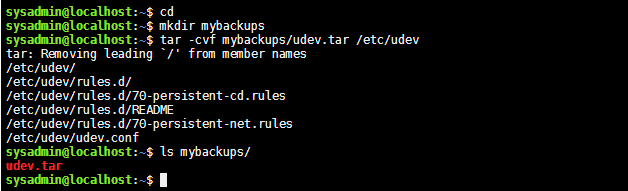 sysadmin@localhost:~$ cd
sysadmin@localhost:~$ mkdir mybackups
sysadmin@localhost:~$ tar -cvf mybackups/udev.tar /etc/udev
tar: Removing leading `/' from member names
/etc/udev/
/etc/udev/rules.d/
/etc/udev/rules.d/70-persistent-cd.rules
/etc/udev/rules.d/README
/etc/udev/rules.d/70-persistent-net.rules
/etc/udev/udev.conf
sysadmin@localhost:~$ ls mybackups/
udev.tar
sysadmin@localhost:~$